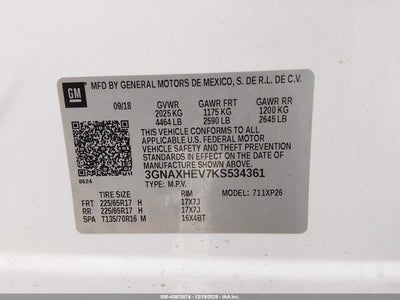 GM
MFD BY GENERAL MOTORS DE MEXICO, S. DE R.L. DE C.V.
09/18 GVWR GAWR FRT GAWR RR
2025 KG 1175 KG 1200 KG
4464 LB 2590 LB 2645 LB
THIS VEHICLE CONFORMS TO ALL
APPLICABLE U.S. FEDERAL MOTOR
VEHICLE SAFETY, BUMPER, AND
THEFT PREVENTION STANDARDS
IN EFFECT ON THE DATE OF
MANUFACTURE SHOWN ABOVE.
3GNAXHEV7KS534361
8624 TYPE: M.P.V.
MODEL: 711XP26
TIRE SIZE RIM
FRT 225/65R17 H 17X7J
RR 225/65R17 H 17X7J
SPA T135/70R16 M 16X4BT